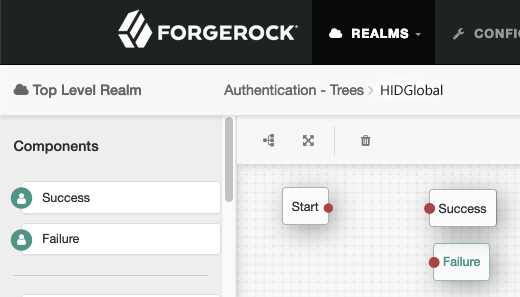 FORGEROCK
REALMS
CONFI
Top Level Realm
Authentication - Trees > HIDGlobal
Components
Success
Failure
Start
Success
Failure